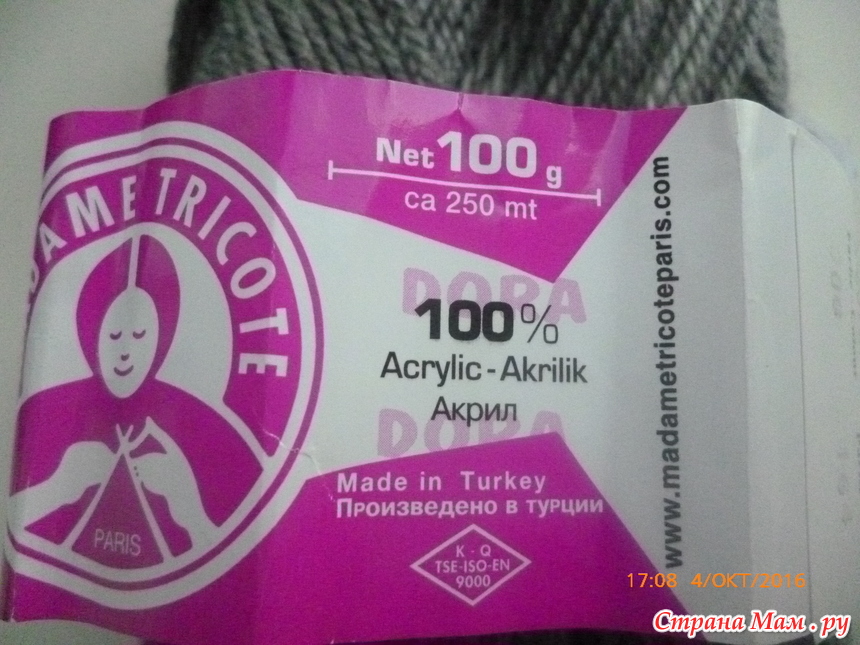 DAME TRICOTE
PARIS
Net 100 g
ca 250 mt
DORA
100%
Acrylic - Akrilik
Акрил
DORA
Made in Turkey
Произведено в турции
K - Q
TSE-ISO-EN
9000
www.madametricoteparis.com
17:08 4/ОКТ/2016
Страна Мам.ру